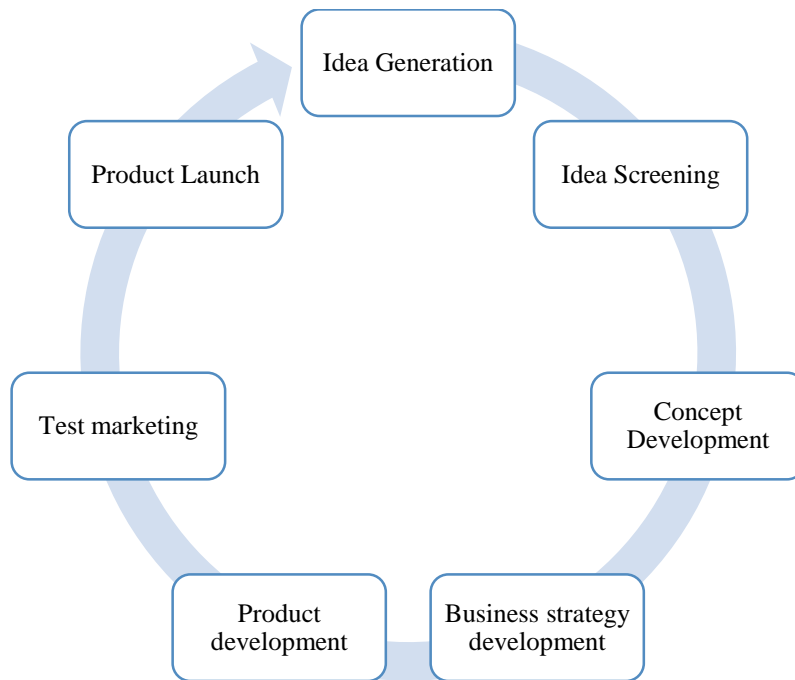 Idea Generation
Idea Screening
Concept
Development
Business strategy
development
Product
development
Test marketing
Product Launch